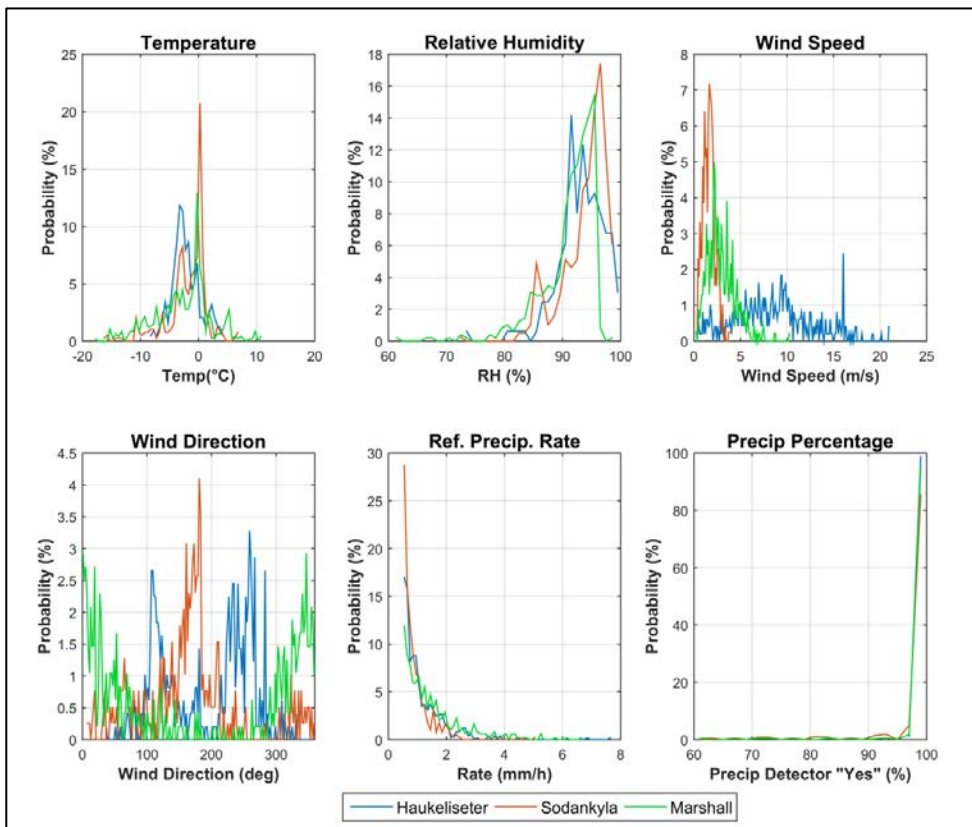 Temperature
Probability (%)
25
20
15
10
5
0
-20 -10 0 10 20
Temp(°C)
Relative Humidity
Probability (%)
18
16
14
12
10
8
6
4
2
0
60 70 80 90 100
RH (%)
Wind Speed
Probability (%)
8
7
6
5
4
3
2
1
0
0 5 10 15 20 25
Wind Speed (m/s)
Wind Direction
Probability (%)
4.5
4
3.5
3
2.5
2
1.5
1
0.5
0
0 100 200 300
Wind Direction (deg)
Ref. Precip. Rate
Probability (%)
30
25
20
15
10
5
0
0 2 4 6 8
Rate (mm/h)
Precip Percentage
Probability (%)
100
80
60
40
20
0
60 70 80 90 100
Precip Detector "Yes" (%)
Haukeliseter Sodankyla Marshall